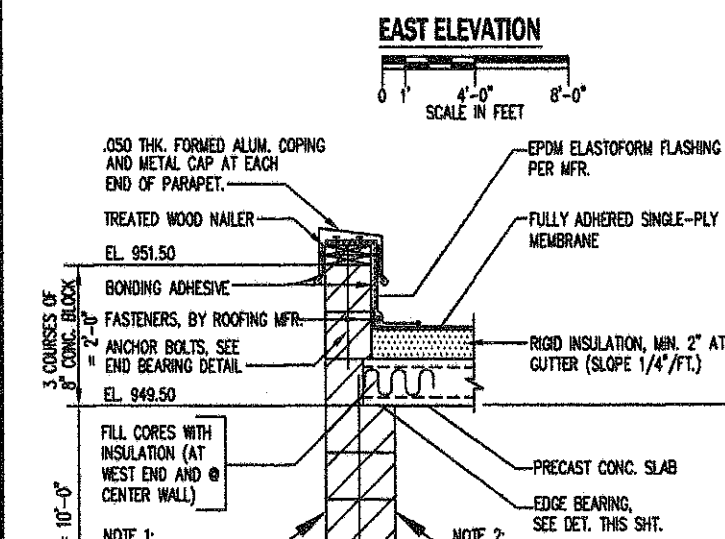 EAST ELEVATION
0 1' 4'-0" 8'-0"
SCALE IN FEET
.050 THK. FORMED ALUM. COPING
AND METAL CAP AT EACH
END OF PARAPET.
TREATED WOOD NAILER
EL. 951.50
BONDING ADHESIVE
FASTENERS, BY ROOFING MFR.
ANCHOR BOLTS, SEE
END BEARING DETAIL
EL. 949.50
3 COURSES OF
8" CONC. BLOCK
= 2'-0"
FILL CORES WITH
INSULATION (AT
WEST END AND @
CENTER WALL)
= 10'-0"
NOTE 1:
EPDM ELASTOFORM FLASHING
PER MFR.
FULLY ADHERED SINGLE-PLY
MEMBRANE
RIGID INSULATION, MIN. 2" AT
GUTTER (SLOPE 1/4"/FT.)
PRECAST CONC. SLAB
EDGE BEARING,
SEE DET. THIS SHT.
NOTE 2: